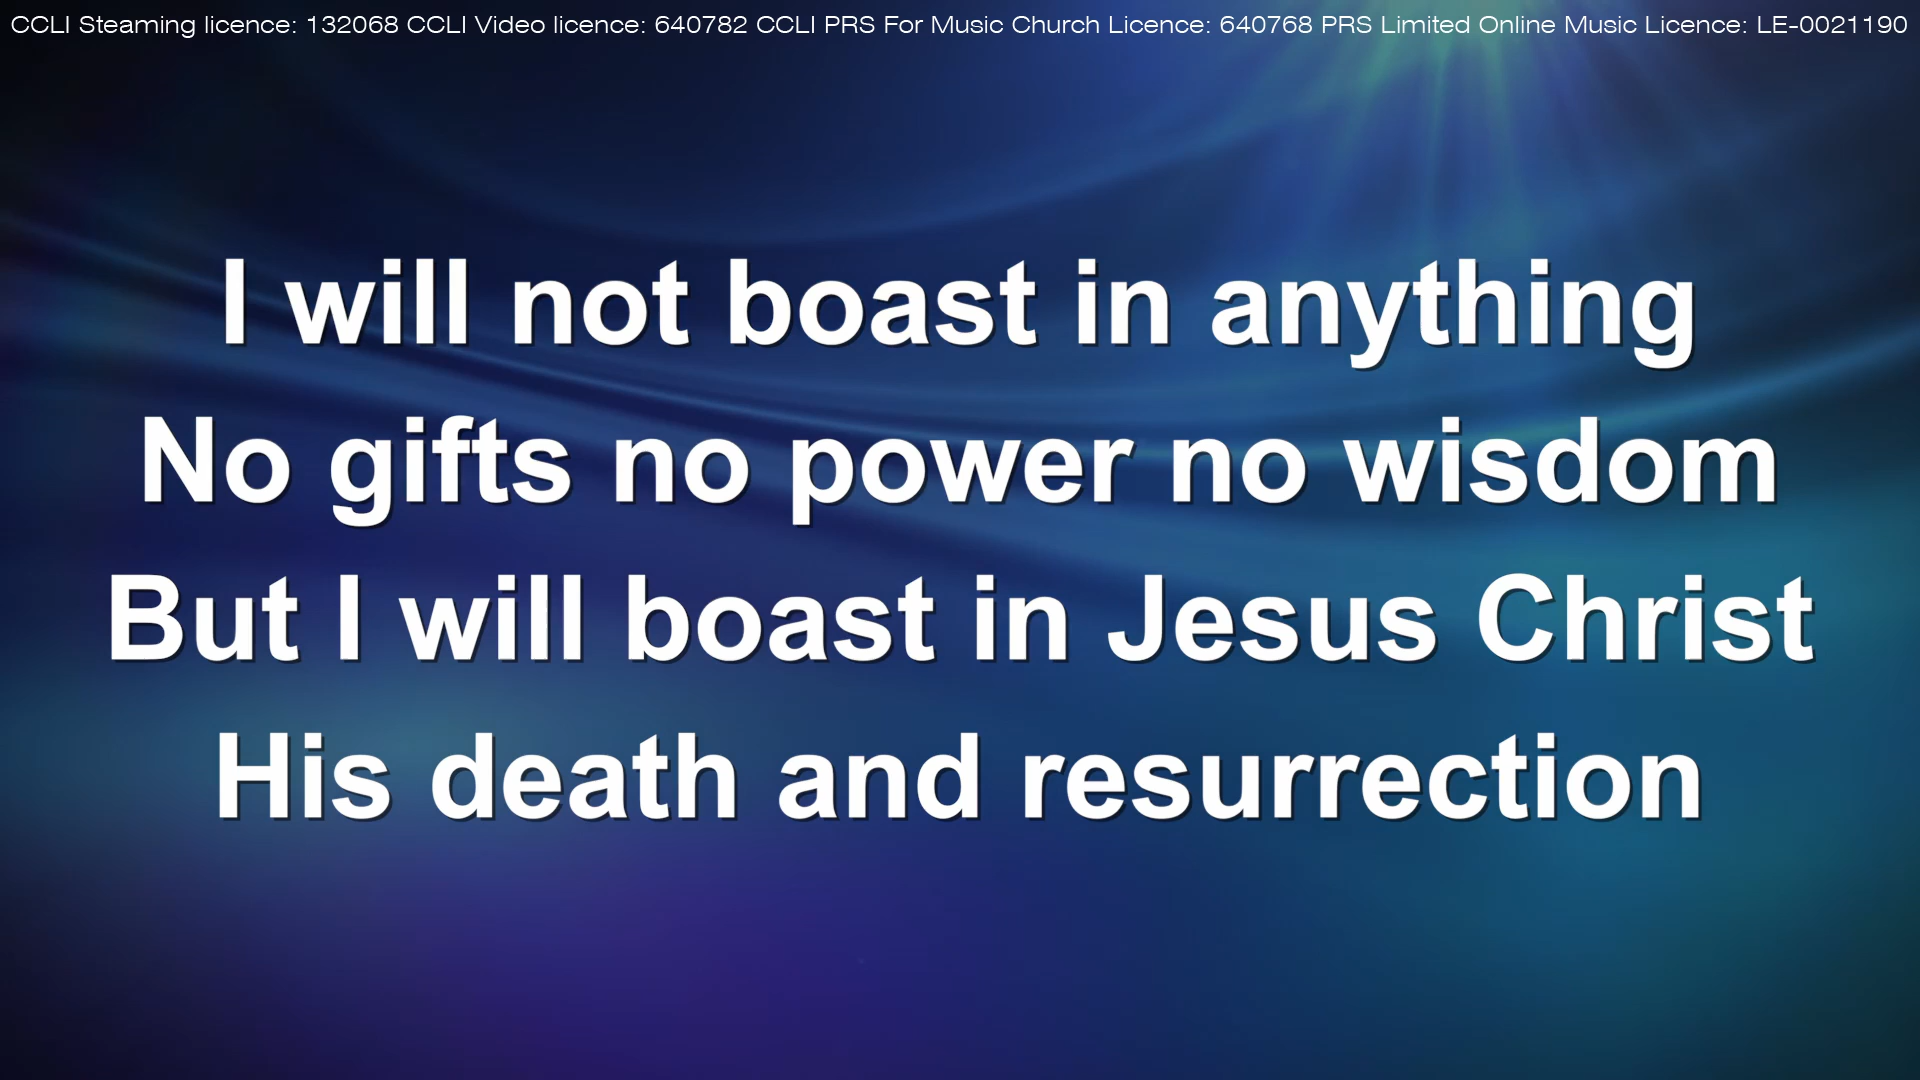 CCLI Steaming licence: 132068 CCLI Video licence: 640782 CCLI PRS For Music Church Licence: 640768 PRS Limited Online Music Licence: LE-0021190
I will not boast in anything
No gifts no power no wisdom
But I will boast in Jesus Christ
His death and resurrection